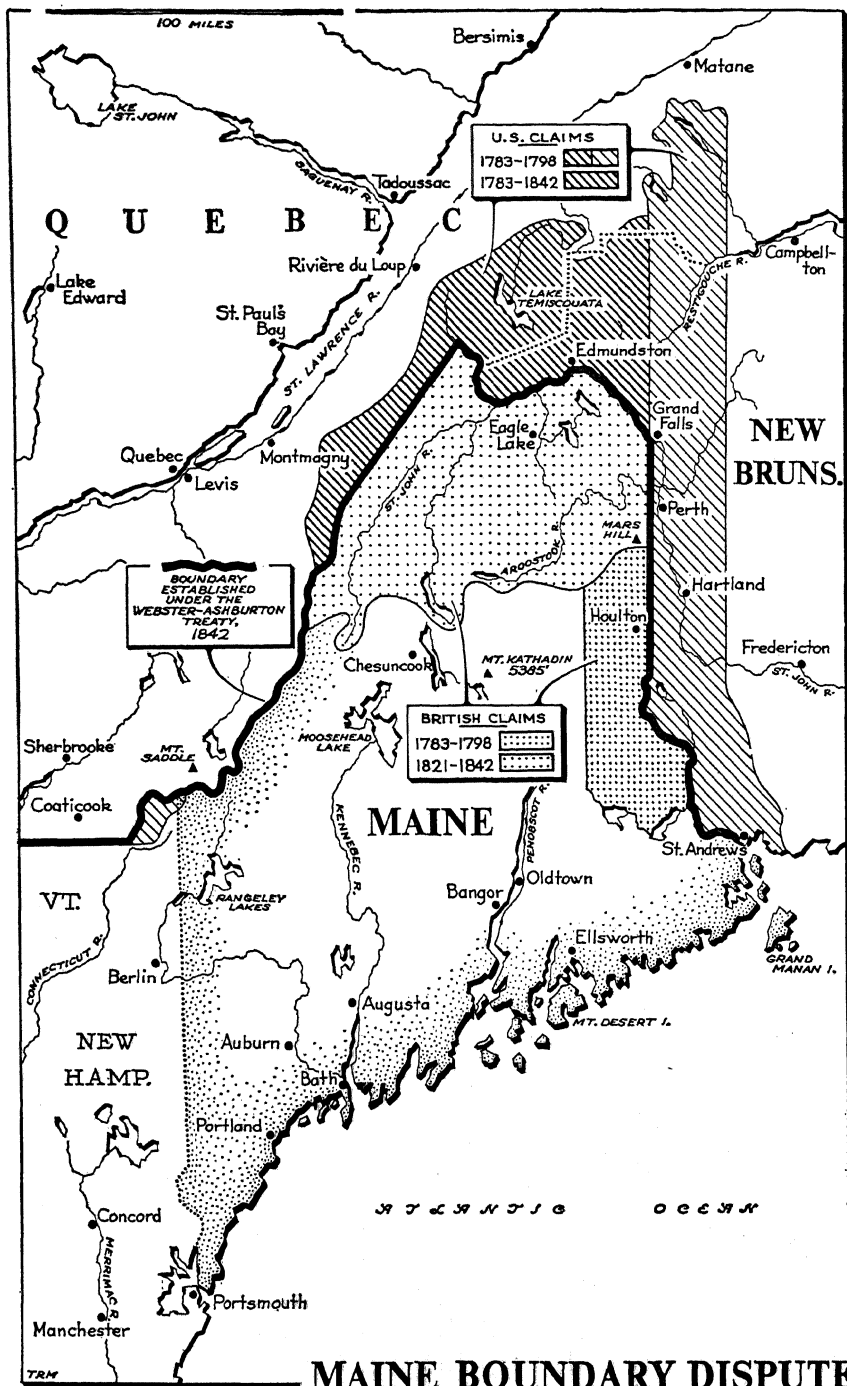 100 MILES
Bersimis
Matane
LAKE
ST. JOHN
SAGUENAY R.
Tadoussac
U.S. CLAIMS
1783-1798
1783-1842
QUEBEC
Rivière du Loup
Campbell-
ton
RESTIGOUCHE R.
Lake
Edward
LAKE
TEMISCOUATA
St. Paul's
Bay
ST. LAWRENCE R.
Edmundston
Grand
Falls
Eagle
Lake
NEW
BRUNS.
Quebec
Levis
Montmagny
ST. JOHN R.
Perth
MARS
HILL
AROOSTOOK R.
BOUNDARY
ESTABLISHED
UNDER THE
WEBSTER-ASHBURTON
TREATY,
1842
Hartland
Houlton
Fredericton
ST. JOHN R.
Chesuncook
MT. KATHADIN
5385'
BRITISH CLAIMS
1783-1798
1821-1842
MOOSEHEAD
LAKE
Sherbrooke
MT.
SADDLE
Coaticook
MAINE
KENNEBEC R.
PENOBSCOT R.
St. Andrews
VT.
RANGELEY
LAKES
Bangor
Oldtown
CONNECTICUT R.
Berlin
Ellsworth
GRAND
MANAN I.
Augusta
MT. DESERT I.
NEW
HAMP.
Auburn
Bath
Portland
ATLANTIC OCEAN
Concord
MERRIMAC R.
Portsmouth
Manchester
TRM
MAINE BOUNDARY DISPUTE